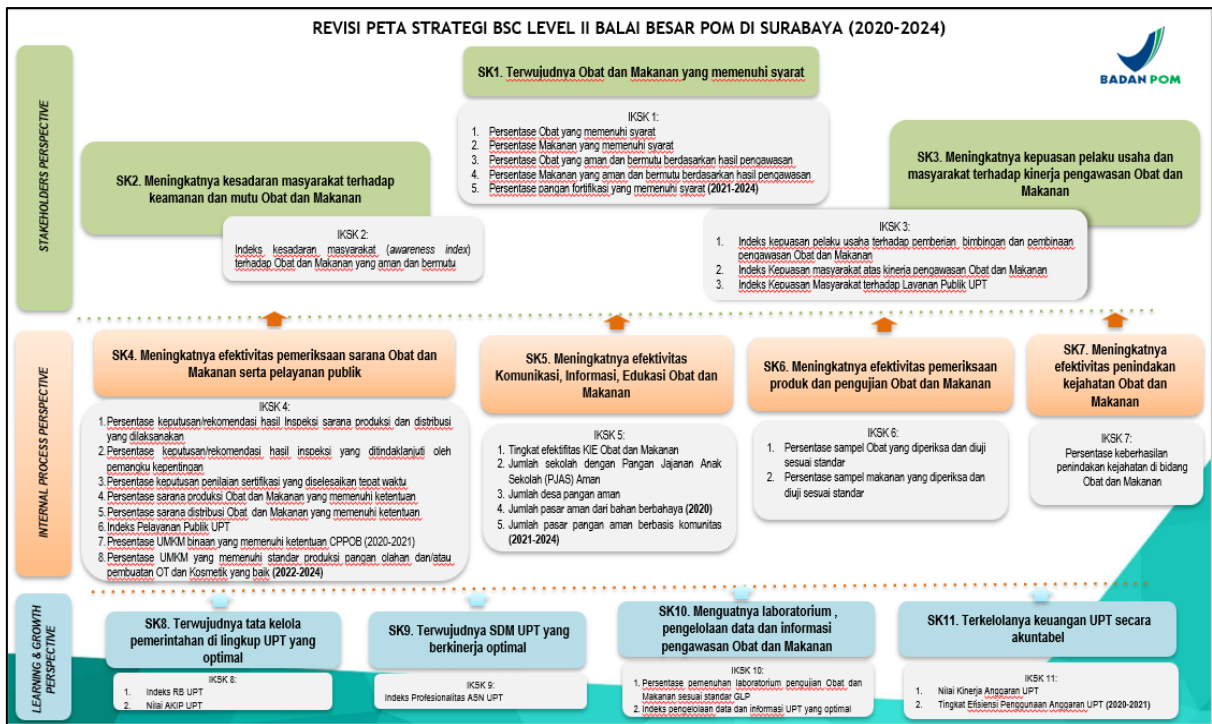 REVISI PETA STRATEGI BSC LEVEL II BALAI BESAR POM DI SURABAYA (2020-2024)
BADAN POM
STAKEHOLDERS PERSPECTIVE
SK1. Terwujudnya Obat dan Makanan yang memenuhi syarat
IKSK 1:
1. Persentase Obat yang memenuhi syarat
2. Persentase Makanan yang memenuhi syarat
3. Persentase Obat yang aman dan bermutu berdasarkan hasil pengawasan
4. Persentase Makanan yang aman dan bermutu berdasarkan hasil pengawasan
5. Persentase pangan fortifikasi yang memenuhi syarat (2021-2024)
SK2. Meningkatnya kesadaran masyarakat terhadap
keamanan dan mutu Obat dan Makanan
IKSK 2:
Indeks kesadaran masyarakat (awareness index)
terhadap Obat dan Makanan yang aman dan bermutu
SK3. Meningkatnya kepuasan pelaku usaha dan
masyarakat terhadap kinerja pengawasan Obat dan
Makanan
IKSK 3:
1. Indeks kepuasan pelaku usaha terhadap pemberian bimbingan dan pembinaan
pengawasan Obat dan Makanan
2. Indeks Kepuasan masyarakat atas kinerja pengawasan Obat dan Makanan
3. Indeks Kepuasan Masyarakat terhadap Layanan Publik UPT
INTERNAL PROCESS PERSPECTIVE
SK4. Meningkatnya efektivitas pemeriksaan sarana Obat dan
Makanan serta pelayanan publik
IKSK 4:
1. Persentase keputusan/rekomendasi hasil Inspeksi sarana produksi dan distribusi
yang dilaksanakan
2. Persentase keputusan/rekomendasi hasil inspeksi yang ditindaklanjuti oleh
pemangku kepentingan
3. Persentase keputusan penilaian sertifikasi yang diselesaikan tepat waktu
4. Persentase sarana produksi Obat dan Makanan yang memenuhi ketentuan
5. Persentase sarana distribusi Obat dan Makanan yang memenuhi ketentuan
6. Indeks Pelayanan Publik UPT
7. Presentase UMKM binaan yang memenuhi ketentuan CPPOB (2020-2021)
8. Persentase UMKM yang memenuhi standar produksi pangan olahan dan/atau
pembuatan OT dan Kosmetik yang baik (2022-2024)
SK5. Meningkatnya efektivitas
Komunikasi, Informasi, Edukasi Obat dan
Makanan
IKSK 5:
1. Tingkat efektifitas KIE Obat dan Makanan
2. Jumlah sekolah dengan Pangan Jajanan Anak
Sekolah (PJAS) Aman
3. Jumlah desa pangan aman
4. Jumlah pasar aman dari bahan berbahaya (2020)
5. Jumlah pasar pangan aman berbasis komunitas
(2021-2024)
SK6. Meningkatnya efektivitas pemeriksaan
produk dan pengujian Obat dan Makanan
IKSK 6:
1. Persentase sampel Obat yang diperiksa dan diuji
sesuai standar
2. Persentase sampel makanan yang diperiksa dan
diuji sesuai standar
SK7. Meningkatnya
efektivitas penindakan
kejahatan Obat dan
Makanan
IKSK 7:
Persentase keberhasilan
penindakan kejahatan di bidang
Obat dan Makanan
LEARNING & GROWTH
PERSPECTIVE
SK8. Terwujudnya tata kelola
pemerintahan di lingkup UPT yang
optimal
IKSK 8:
1. Indeks RB UPT
2. Nilai AKIP UPT
SK9. Terwujudnya SDM UPT yang
berkinerja optimal
IKSK 9:
Indeks Profesionalitas ASN UPT
SK10. Menguatnya laboratorium ,
pengelolaan data dan informasi
pengawasan Obat dan Makanan
IKSK 10:
1. Persentase pemenuhan laboratorium pengujian Obat dan
Makanan sesuai standar GLP
2. Indeks pengelolaan data dan informasi UPT yang optimal
SK11. Terkelolanya keuangan UPT secara
akuntabel
IKSK 11:
1. Nilai Kinerja Anggaran UPT
2. Tingkat Efisiensi Penggunaan Anggaran UPT (2020-2021)